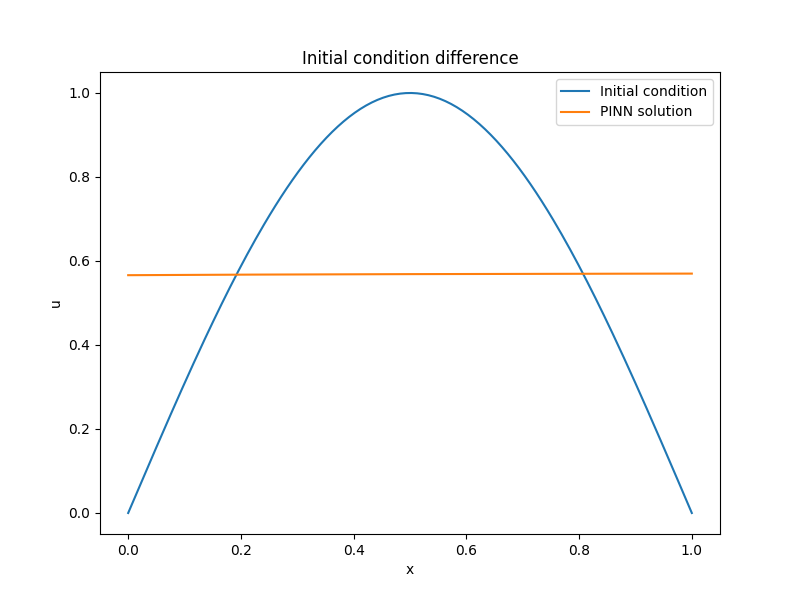 Initial condition difference
Initial condition
PINN solution
1.0
0.8
0.6
0.4
0.2
0.0
u
0.0 0.2 0.4 0.6 0.8 1.0
x